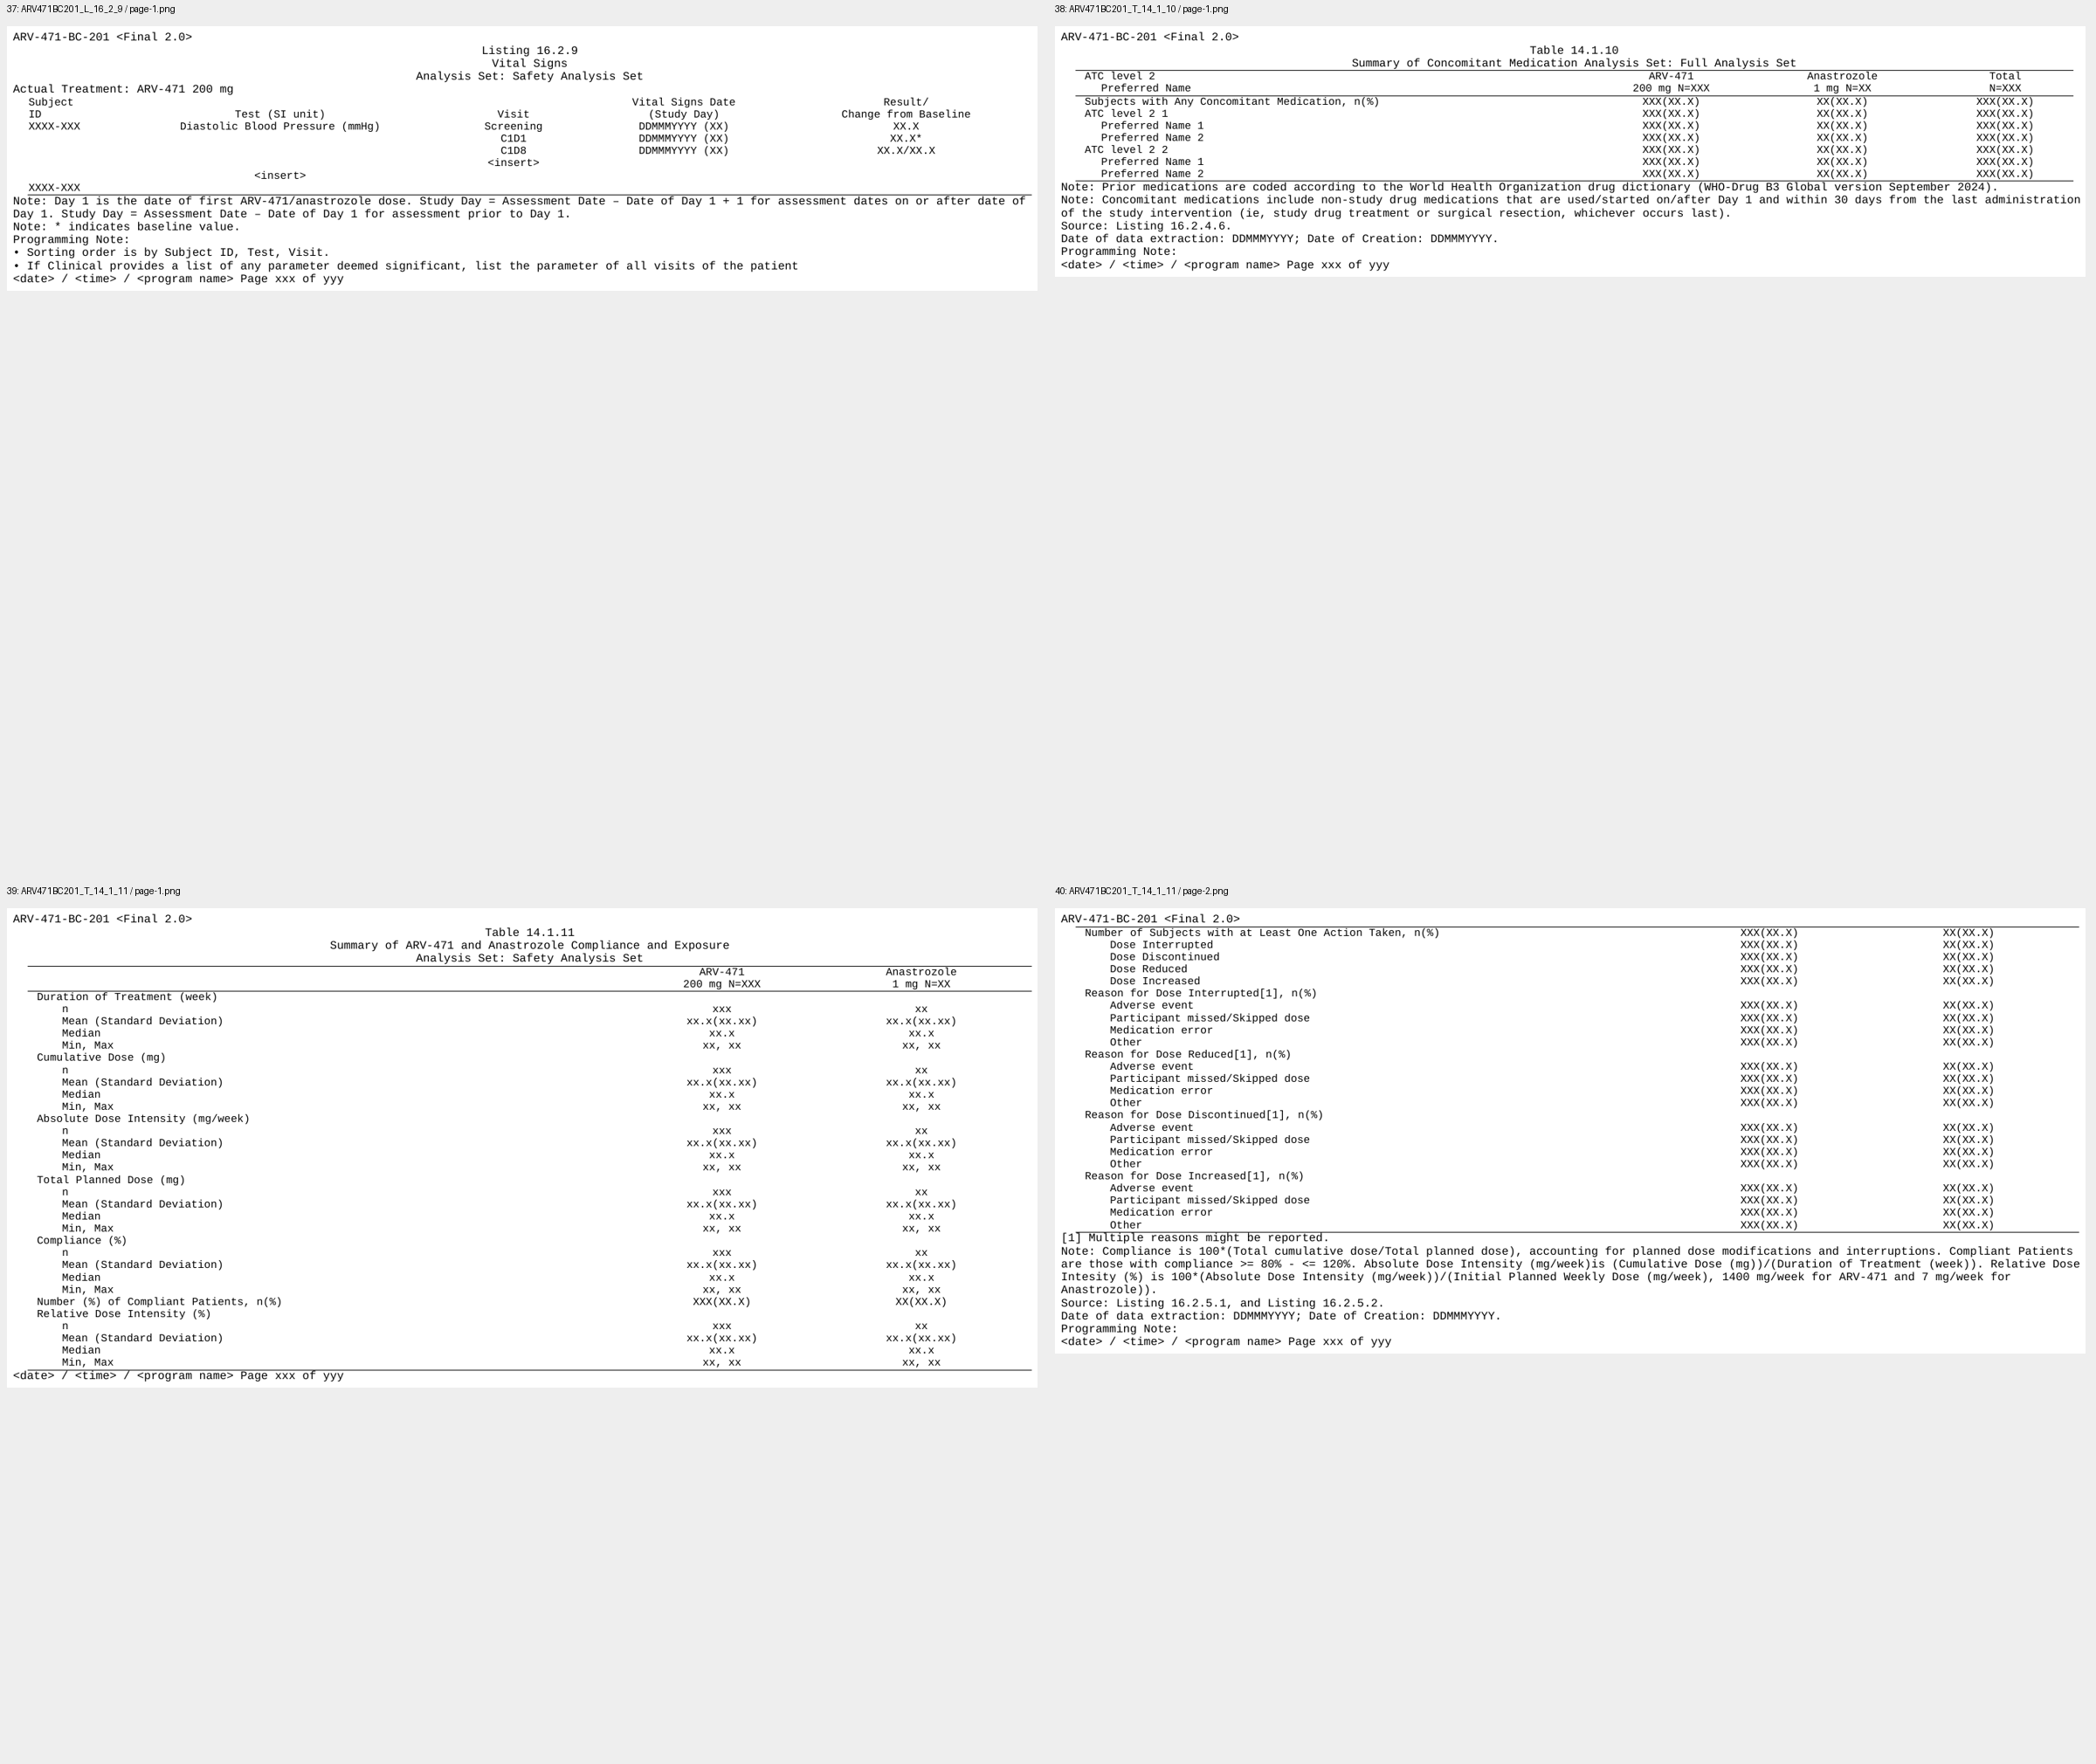 37: ARV471BC201_L_16_2_9 / page-1.png
ARV-471-BC-201 <Final 2.0>
Listing 16.2.9
Vital Signs
Analysis Set: Safety Analysis Set
Actual Treatment: ARV-471 200 mg
Subject Vital Signs Date Result/
ID Test (SI unit) Visit (Study Day) Change from Baseline
XXXX-XXX Diastolic Blood Pressure (mmHg) Screening DDMMMYYYY (XX) XX.X
C1D1 DDMMMYYYY (XX) XX.X*
C1D8 DDMMMYYYY (XX) XX.X/XX.X
<insert>
<insert>
XXXX-XXX
Note: Day 1 is the date of first ARV-471/anastrozole dose. Study Day = Assessment Date – Date of Day 1 + 1 for assessment dates on or after date of
Day 1. Study Day = Assessment Date – Date of Day 1 for assessment prior to Day 1.
Note: * indicates baseline value.
Programming Note:
• Sorting order is by Subject ID, Test, Visit.
• If Clinical provides a list of any parameter deemed significant, list the parameter of all visits of the patient
<date> / <time> / <program name> Page xxx of yyy
38: ARV471BC201_T_14_1_10 / page-1.png
ARV-471-BC-201 <Final 2.0>
Table 14.1.10
Summary of Concomitant Medication Analysis Set: Full Analysis Set
ATC level 2 ARV-471 Anastrozole Total
Preferred Name 200 mg N=XXX 1 mg N=XX N=XXX
Subjects with Any Concomitant Medication, n(%) XXX(XX.X) XX(XX.X) XXX(XX.X)
ATC level 2 1 XXX(XX.X) XX(XX.X) XXX(XX.X)
Preferred Name 1 XXX(XX.X) XX(XX.X) XXX(XX.X)
Preferred Name 2 XXX(XX.X) XX(XX.X) XXX(XX.X)
ATC level 2 2 XXX(XX.X) XX(XX.X) XXX(XX.X)
Preferred Name 1 XXX(XX.X) XX(XX.X) XXX(XX.X)
Preferred Name 2 XXX(XX.X) XX(XX.X) XXX(XX.X)
Note: Prior medications are coded according to the World Health Organization drug dictionary (WHO-Drug B3 Global version September 2024).
Note: Concomitant medications include non-study drug medications that are used/started on/after Day 1 and within 30 days from the last administration
of the study intervention (ie, study drug treatment or surgical resection, whichever occurs last).
Source: Listing 16.2.4.6.
Date of data extraction: DDMMMYYYY; Date of Creation: DDMMMYYYY.
Programming Note:
<date> / <time> / <program name> Page xxx of yyy
39: ARV471BC201_T_14_1_11 / page-1.png
ARV-471-BC-201 <Final 2.0>
Table 14.1.11
Summary of ARV-471 and Anastrozole Compliance and Exposure
Analysis Set: Safety Analysis Set
ARV-471 Anastrozole
200 mg N=XXX 1 mg N=XX
Duration of Treatment (week)
n xxx xx
Mean (Standard Deviation) xx.x(xx.xx) xx.x(xx.xx)
Median xx.x xx.x
Min, Max xx, xx xx, xx
Cumulative Dose (mg)
n xxx xx
Mean (Standard Deviation) xx.x(xx.xx) xx.x(xx.xx)
Median xx.x xx.x
Min, Max xx, xx xx, xx
Absolute Dose Intensity (mg/week)
n xxx xx
Mean (Standard Deviation) xx.x(xx.xx) xx.x(xx.xx)
Median xx.x xx.x
Min, Max xx, xx xx, xx
Total Planned Dose (mg)
n xxx xx
Mean (Standard Deviation) xx.x(xx.xx) xx.x(xx.xx)
Median xx.x xx.x
Min, Max xx, xx xx, xx
Compliance (%)
n xxx xx
Mean (Standard Deviation) xx.x(xx.xx) xx.x(xx.xx)
Median xx.x xx.x
Min, Max xx, xx xx, xx
Number (%) of Compliant Patients, n(%) XXX(XX.X) XX(XX.X)
Relative Dose Intensity (%)
n xxx xx
Mean (Standard Deviation) xx.x(xx.xx) xx.x(xx.xx)
Median xx.x xx.x
Min, Max xx, xx xx, xx
<date> / <time> / <program name> Page xxx of yyy
40: ARV471BC201_T_14_1_11 / page-2.png
ARV-471-BC-201 <Final 2.0>
Number of Subjects with at Least One Action Taken, n(%) XXX(XX.X) XX(XX.X)
Dose Interrupted XXX(XX.X) XX(XX.X)
Dose Discontinued XXX(XX.X) XX(XX.X)
Dose Reduced XXX(XX.X) XX(XX.X)
Dose Increased XXX(XX.X) XX(XX.X)
Reason for Dose Interrupted[1], n(%)
Adverse event XXX(XX.X) XX(XX.X)
Participant missed/Skipped dose XXX(XX.X) XX(XX.X)
Medication error XXX(XX.X) XX(XX.X)
Other XXX(XX.X) XX(XX.X)
Reason for Dose Reduced[1], n(%)
Adverse event XXX(XX.X) XX(XX.X)
Participant missed/Skipped dose XXX(XX.X) XX(XX.X)
Medication error XXX(XX.X) XX(XX.X)
Other XXX(XX.X) XX(XX.X)
Reason for Dose Discontinued[1], n(%)
Adverse event XXX(XX.X) XX(XX.X)
Participant missed/Skipped dose XXX(XX.X) XX(XX.X)
Medication error XXX(XX.X) XX(XX.X)
Other XXX(XX.X) XX(XX.X)
Reason for Dose Increased[1], n(%)
Adverse event XXX(XX.X) XX(XX.X)
Participant missed/Skipped dose XXX(XX.X) XX(XX.X)
Medication error XXX(XX.X) XX(XX.X)
Other XXX(XX.X) XX(XX.X)
[1] Multiple reasons might be reported.
Note: Compliance is 100*(Total cumulative dose/Total planned dose), accounting for planned dose modifications and interruptions. Compliant Patients
are those with compliance >= 80% - <= 120%. Absolute Dose Intensity (mg/week)is (Cumulative Dose (mg))/(Duration of Treatment (week)). Relative Dose
Intesity (%) is 100*(Absolute Dose Intensity (mg/week))/(Initial Planned Weekly Dose (mg/week), 1400 mg/week for ARV-471 and 7 mg/week for
Anastrozole)).
Source: Listing 16.2.5.1, and Listing 16.2.5.2.
Date of data extraction: DDMMMYYYY; Date of Creation: DDMMMYYYY.
Programming Note:
<date> / <time> / <program name> Page xxx of yyy